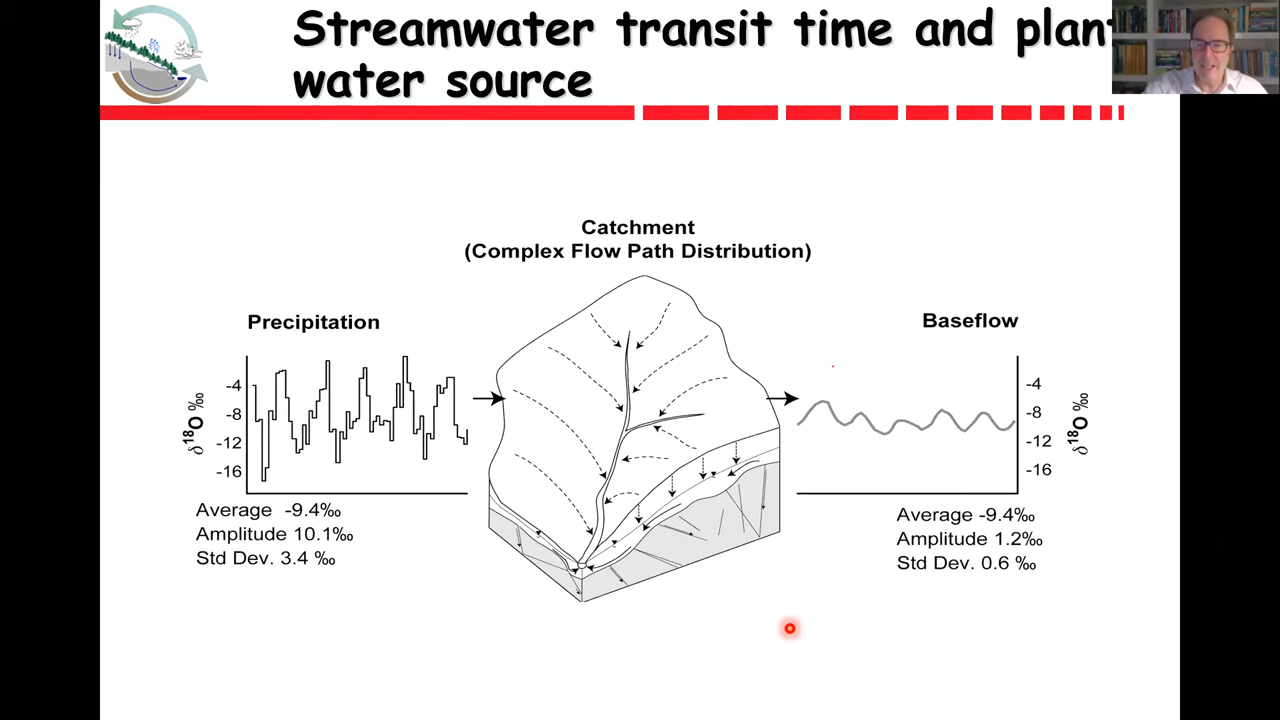 Streamwater transit time and plant
water source
Catchment
(Complex Flow Path Distribution)
Precipitation
-4
-8
-12
-16
δ18O ‰
Average -9.4‰
Amplitude 10.1‰
Std Dev. 3.4 ‰
Baseflow
-4
-8
-12
-16
δ18O ‰
Average -9.4‰
Amplitude 1.2‰
Std Dev. 0.6 ‰